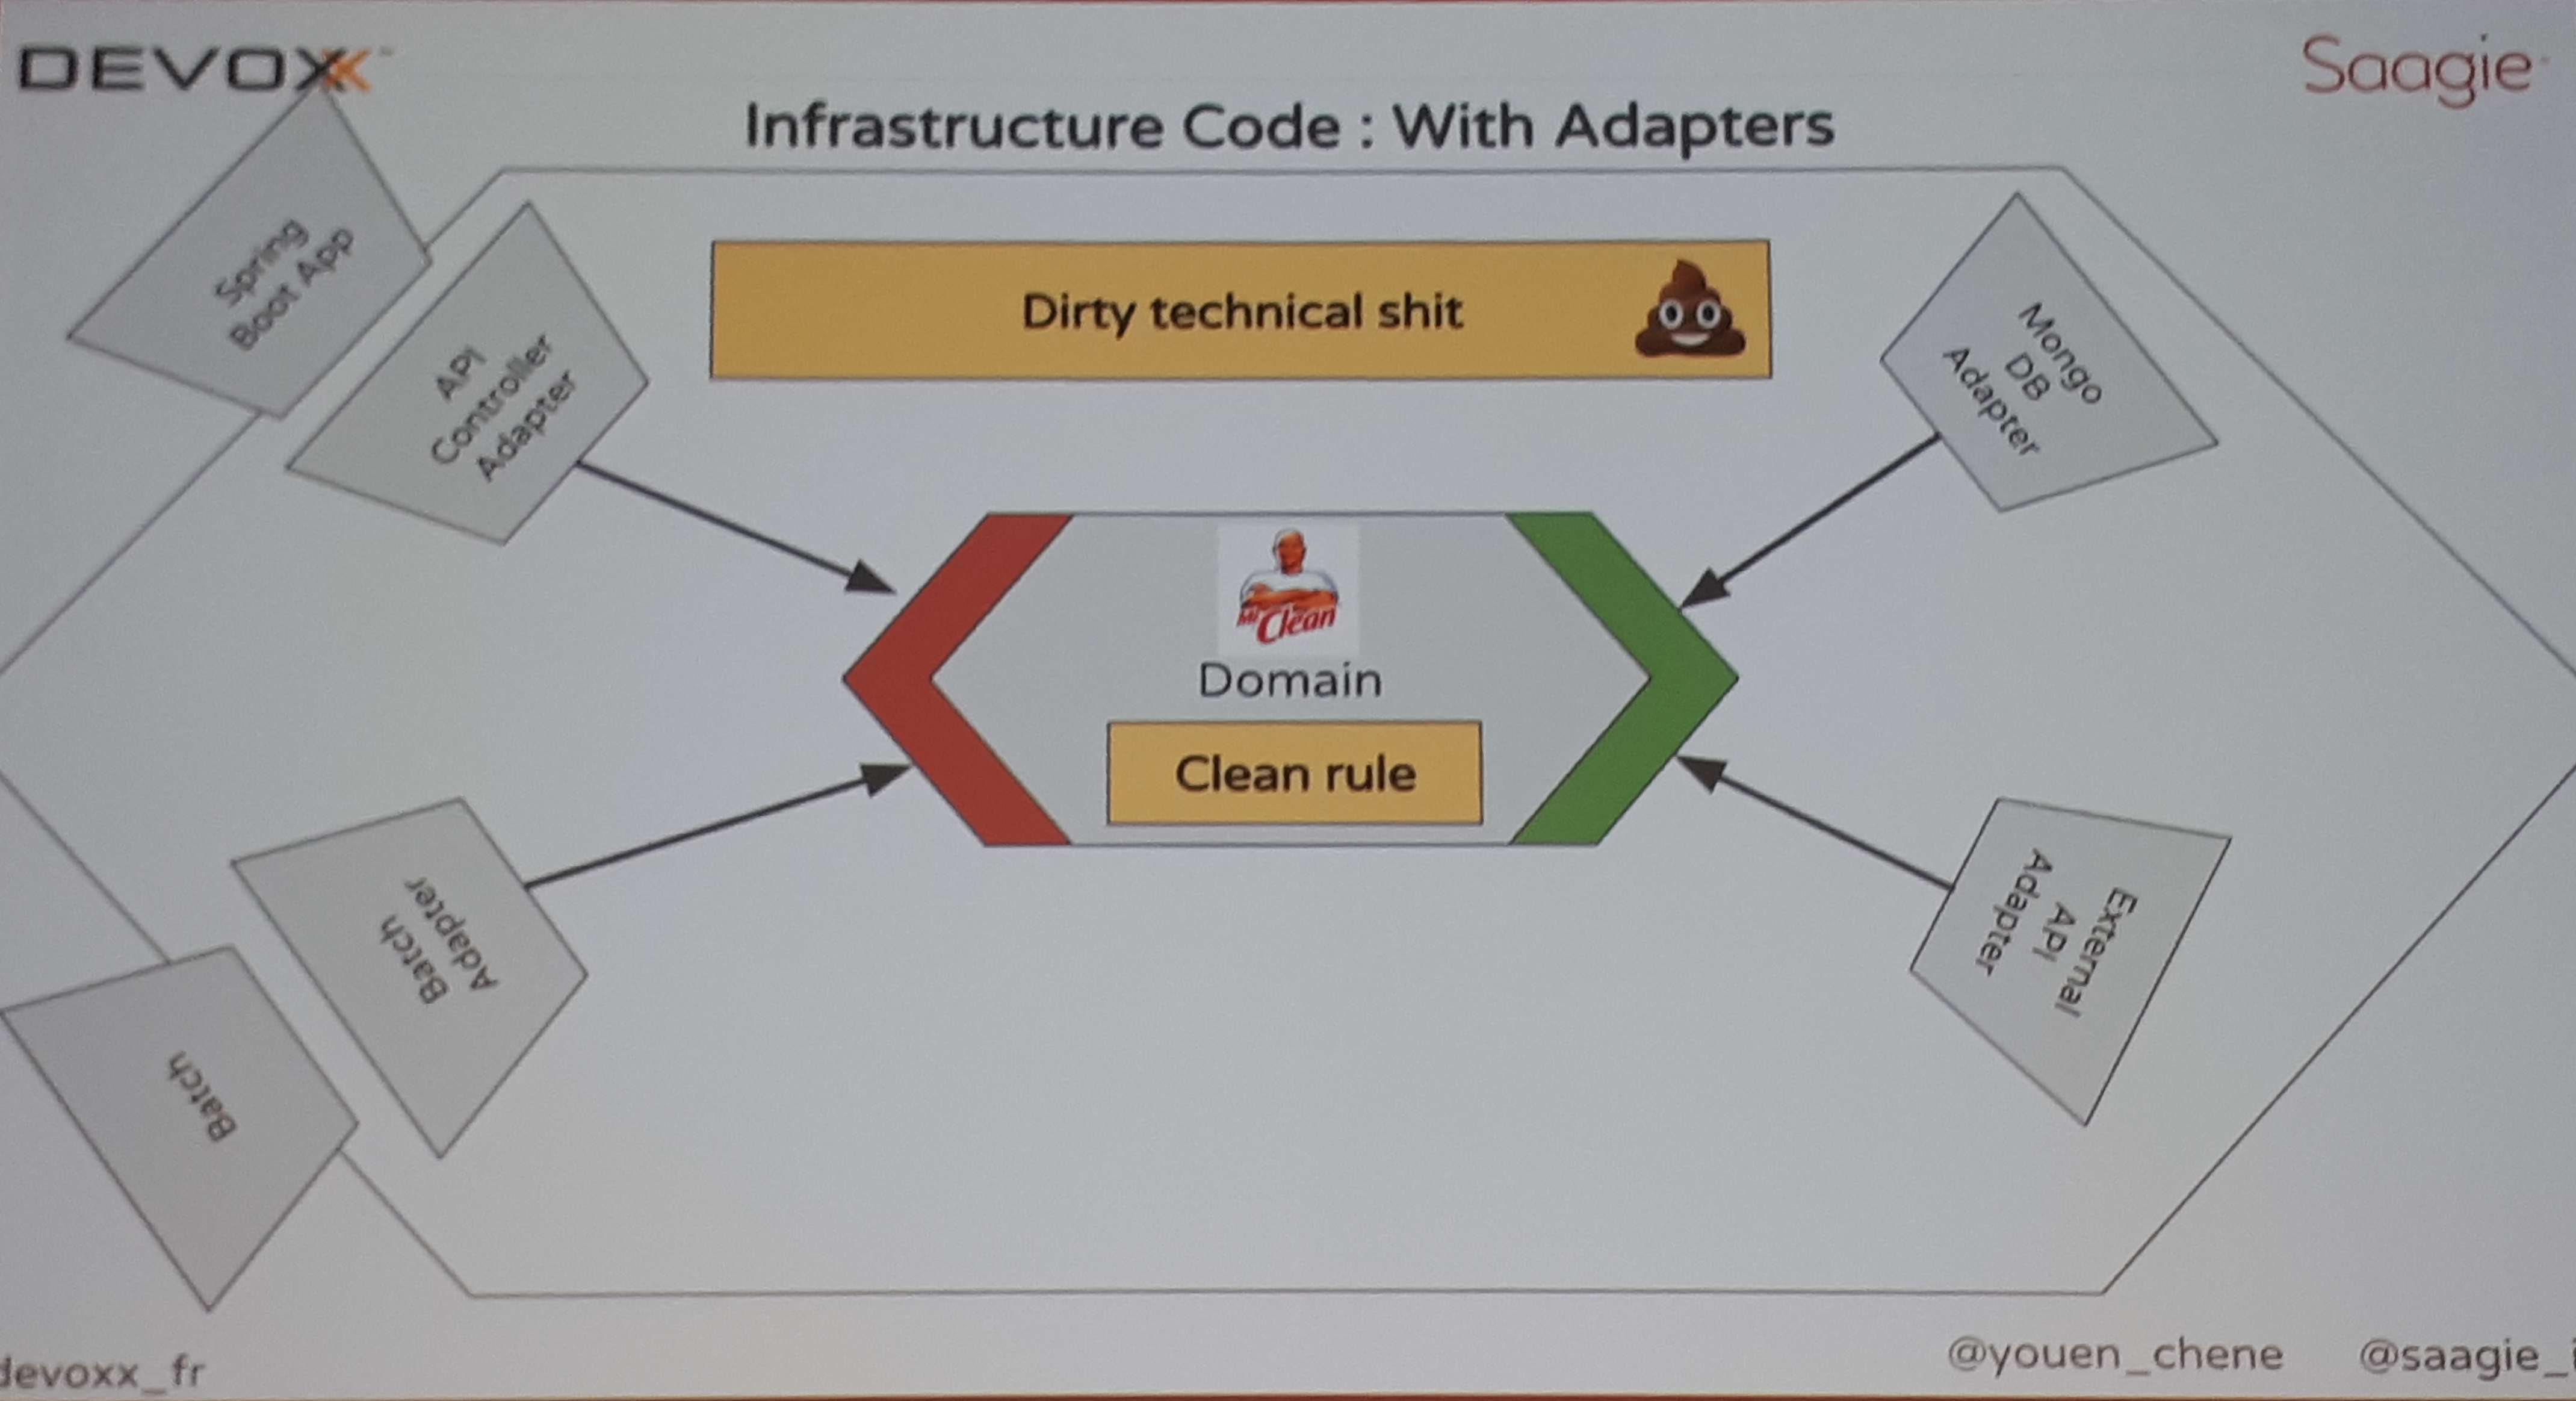 DEVOXX
Saagie
Infrastructure Code : With Adapters
Spring
Boot App
API
Controller
Adapter
Dirty technical shit
Mongo
DB
Adapter
Mr
Clean
Domain
Clean rule
Batch
Adapter
External
API
Adapter
Batch
devoxx_fr
@youen_chene
@saagie_